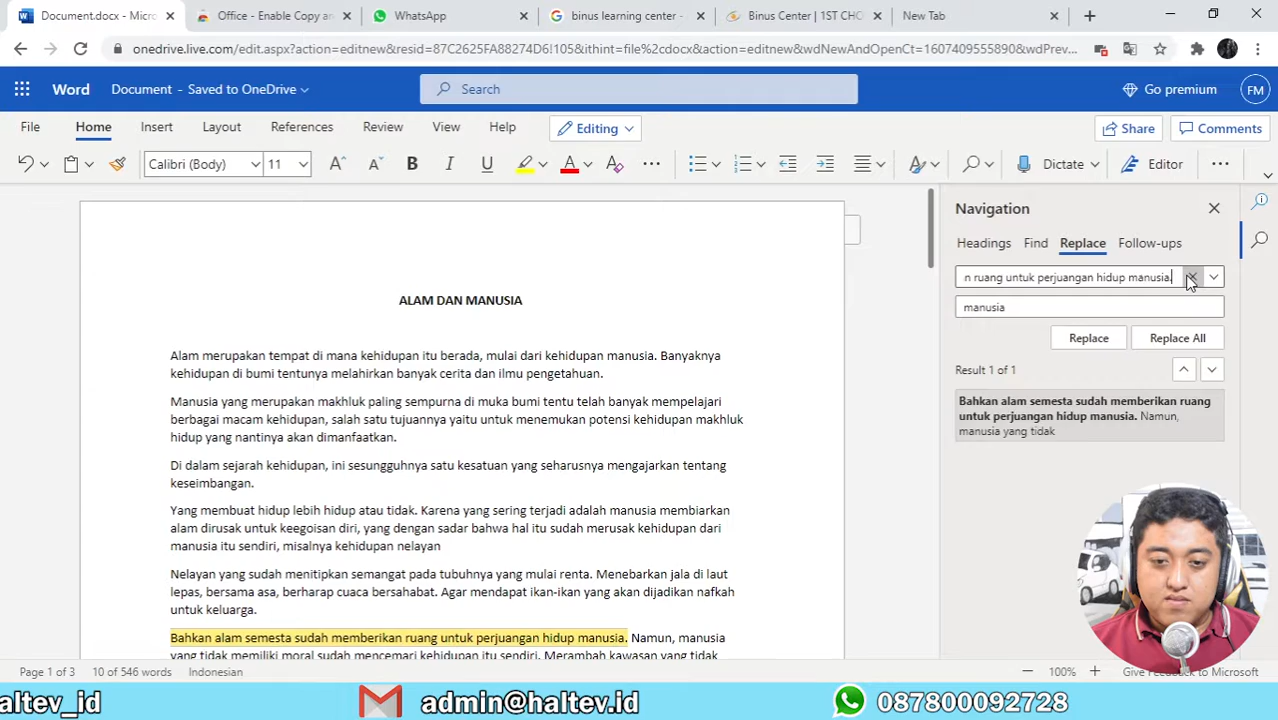 Document.docx - Micro
Office - Enable Copy an
WhatsApp
binus learning center -
Binus Center | 1ST CHO
New Tab
onedrive.live.com/edit.aspx?action=editnew&resid=87C2625FA88274D6!105&ithint=file%2cdocx&action=editnew&wdNewAndOpenCt=1607409555890&wdPrev...
Word
Document - Saved to OneDrive
Search
Go premium
FM
File
Home
Insert
Layout
References
Review
View
Help
Editing
Share
Comments
Calibri (Body)
11
Dictate
Editor
Navigation
Headings
Find
Replace
Follow-ups
n ruang untuk perjuangan hidup manusia.
manusia
Replace
Replace All
Result 1 of 1
Bahkan alam semesta sudah memberikan ruang
untuk perjuangan hidup manusia. Namun,
manusia yang tidak
ALAM DAN MANUSIA
Alam merupakan tempat di mana kehidupan itu berada, mulai dari kehidupan manusia. Banyaknya
kehidupan di bumi tentunya melahirkan banyak cerita dan ilmu pengetahuan.
Manusia yang merupakan makhluk paling sempurna di muka bumi tentu telah banyak mempelajari
berbagai macam kehidupan, salah satu tujuannya yaitu untuk menemukan potensi kehidupan makhluk
hidup yang nantinya akan dimanfaatkan.
Di dalam sejarah kehidupan, ini sesungguhnya satu kesatuan yang seharusnya mengajarkan tentang
keseimbangan.
Yang membuat hidup lebih hidup atau tidak. Karena yang sering terjadi adalah manusia membiarkan
alam dirusak untuk keegoisan diri, yang dengan sadar bahwa hal itu sudah merusak kehidupan dari
manusia itu sendiri, misalnya kehidupan nelayan
Nelayan yang sudah menitipkan semangat pada tubuhnya yang mulai renta. Menebarkan jala di laut
lepas, bersama asa, berharap cuaca bersahabat. Agar mendapat ikan-ikan yang akan dijadikan nafkah
untuk keluarga.
Bahkan alam semesta sudah memberikan ruang untuk perjuangan hidup manusia. Namun, manusia
yang tidak memiliki moral sudah mencemari kehidupan itu sendiri. Merambah kawasan yang tidak
Page 1 of 3
10 of 546 words
Indonesian
100%
Give Feedback to Microsoft
haltev_id
admin@haltev.id
087800092728